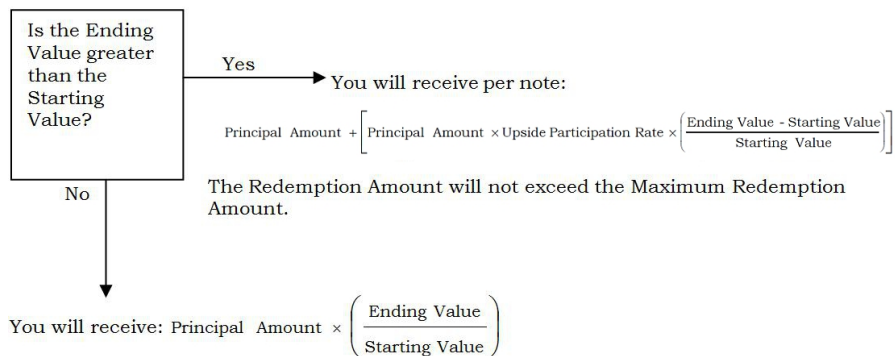 Is the Ending
Value greater
than the
Starting
Value?
Yes
You will receive per note:
Principal Amount + [Principal Amount × Upside Participation Rate × (Ending Value - Starting Value / Starting Value)]
The Redemption Amount will not exceed the Maximum Redemption
Amount.
No
You will receive: Principal Amount × (Ending Value / Starting Value)